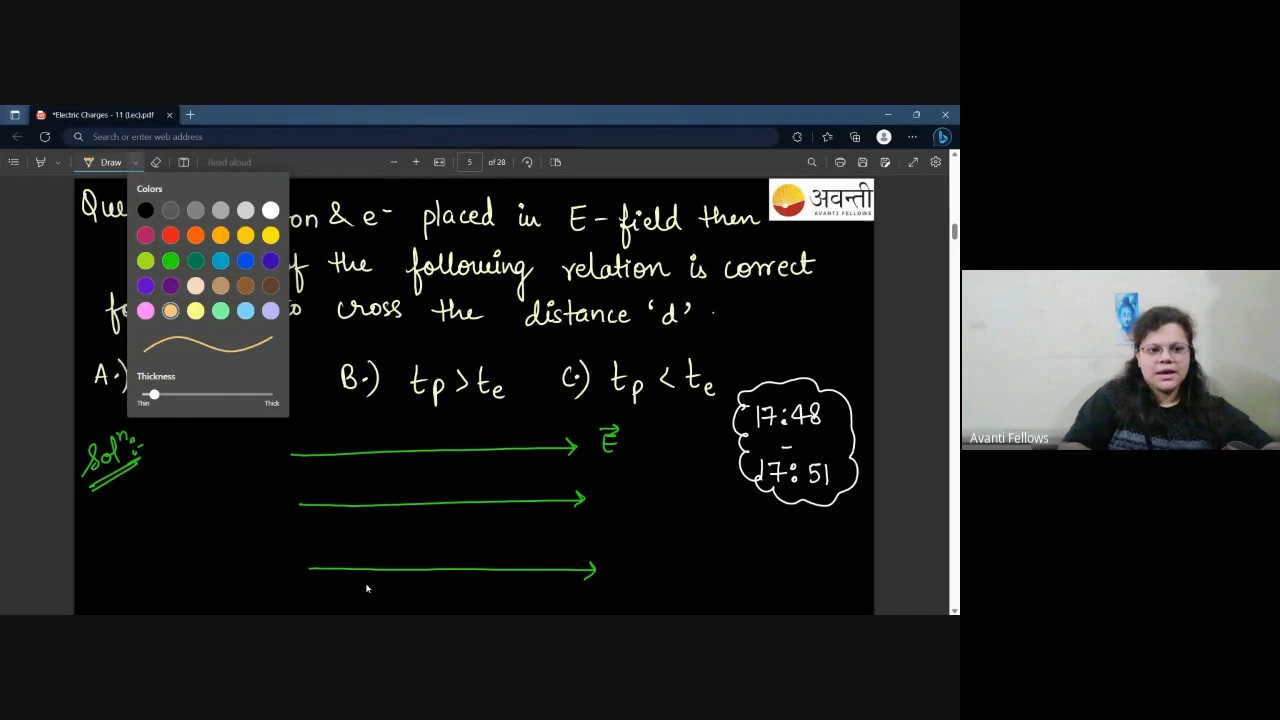 *Electric Charges - 11 (Lec).pdf
Search or enter web address
Draw
Read aloud
5 of 28
Colors
Thickness
Thin Thick
अवन्ती
AVANTI FELLOWS
Que on & e⁻ placed in E-field then
f the following relation is correct
fo to cross the distance 'd'.
A.) B.) tp > te C.) tp < te
17:48
-
17:51
Solⁿ:-
E
Avanti Fellows